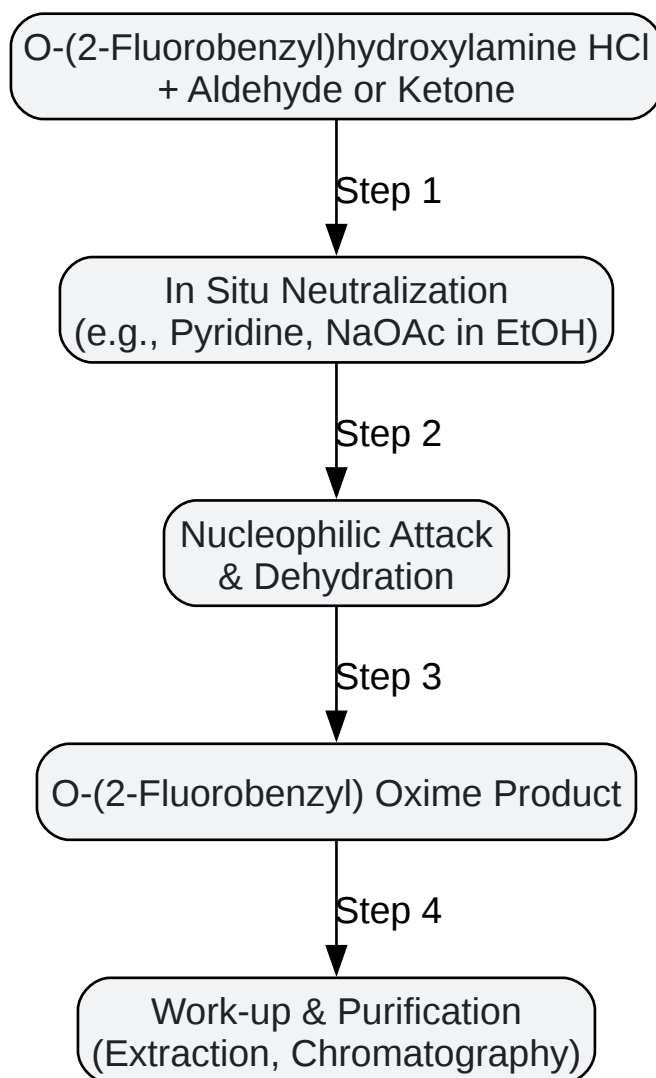 O-(2-Fluorobenzyl)hydroxylamine HCl
+ Aldehyde or Ketone
Step 1
In Situ Neutralization
(e.g., Pyridine, NaOAc in EtOH)
Step 2
Nucleophilic Attack
& Dehydration
Step 3
O-(2-Fluorobenzyl) Oxime Product
Step 4
Work-up & Purification
(Extraction, Chromatography)